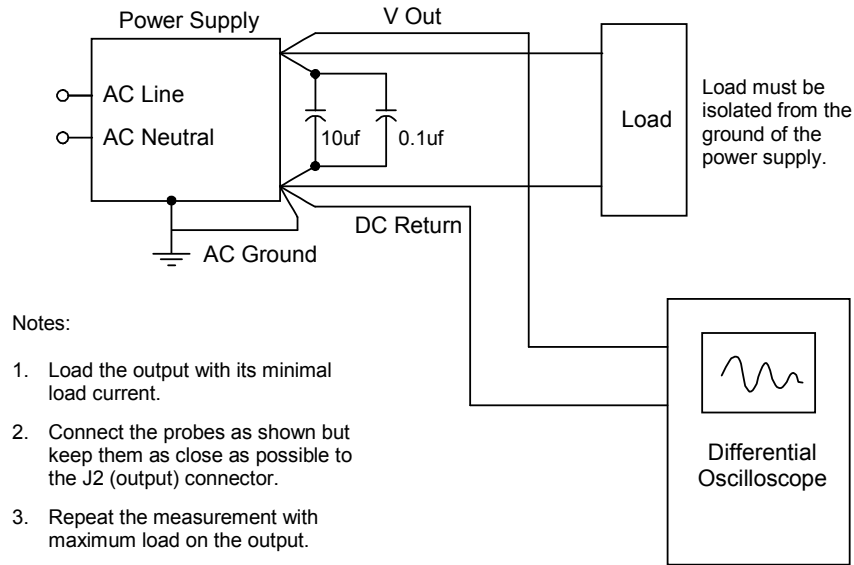 Power Supply
V Out
AC Line
AC Neutral
10uf
0.1uf
Load
Load must be
isolated from the
ground of the
power supply.
DC Return
AC Ground
Notes:
1. Load the output with its minimal
load current.
2. Connect the probes as shown but
keep them as close as possible to
the J2 (output) connector.
3. Repeat the measurement with
maximum load on the output.
Differential
Oscilloscope